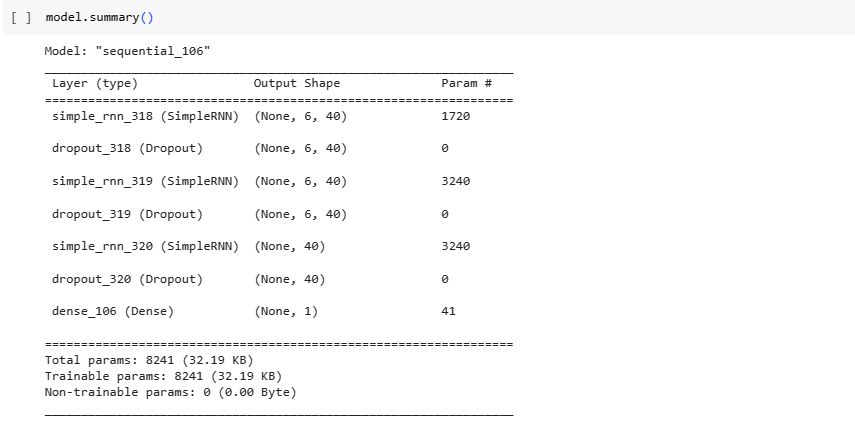 [ ] model.summary()
Model: "sequential_106"
Layer (type) Output Shape Param #
=================================================================
simple_rnn_318 (SimpleRNN) (None, 6, 40) 1720
dropout_318 (Dropout) (None, 6, 40) 0
simple_rnn_319 (SimpleRNN) (None, 6, 40) 3240
dropout_319 (Dropout) (None, 6, 40) 0
simple_rnn_320 (SimpleRNN) (None, 40) 3240
dropout_320 (Dropout) (None, 40) 0
dense_106 (Dense) (None, 1) 41
=================================================================
Total params: 8241 (32.19 KB)
Trainable params: 8241 (32.19 KB)
Non-trainable params: 0 (0.00 Byte)